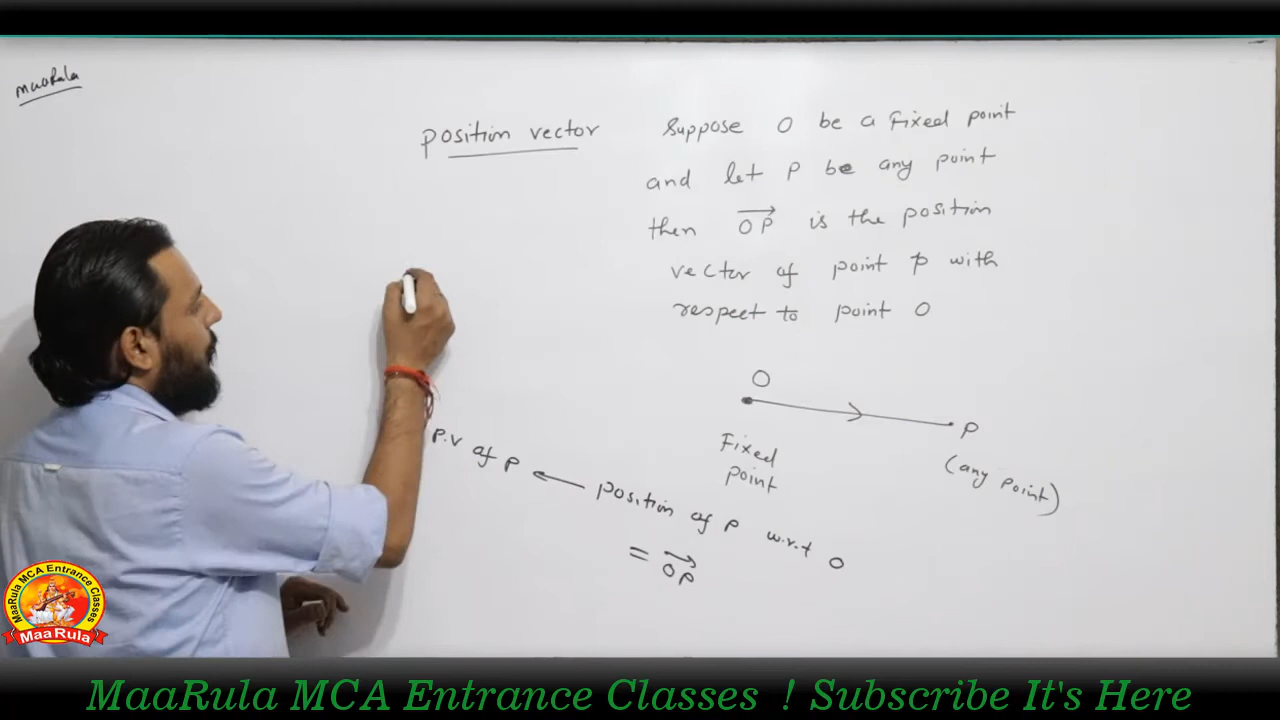 MaaRula
position vector
Suppose O be a Fixed point
and let P be any point
then OP is the position
vector of point P with
respect to point O
O
P
Fixed
point
(any point)
P.V of P ← position of P w.r.t O
= OP
MaaRula MCA Entrance Classes
MaaRula
MaaRula MCA Entrance Classes ! Subscribe It's Here